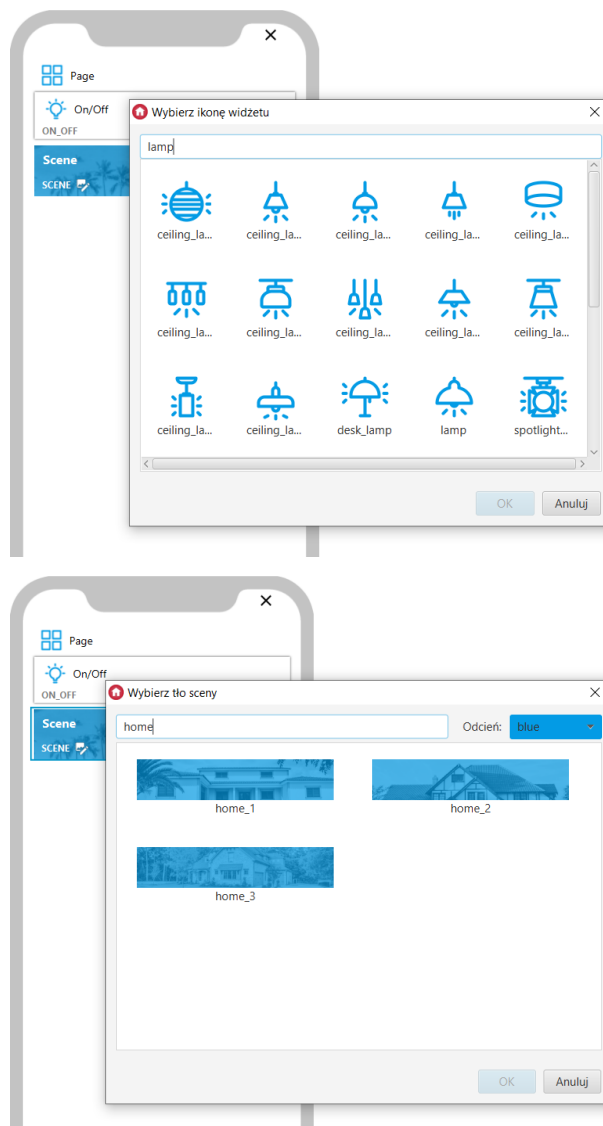 Page
On/Off
ON_OFF
Scene
SCENE
Wybierz ikonę widżetu
lamp
ceiling_la... ceiling_la... ceiling_la... ceiling_la... ceiling_la...
ceiling_la... ceiling_la... ceiling_la... ceiling_la... ceiling_la...
ceiling_la... ceiling_la... desk_lamp lamp spotlight...
OK Anuluj
Page
On/Off
ON_OFF
Scene
SCENE
Wybierz tło sceny
home Odcień: blue
home_1 home_2
home_3
OK Anuluj